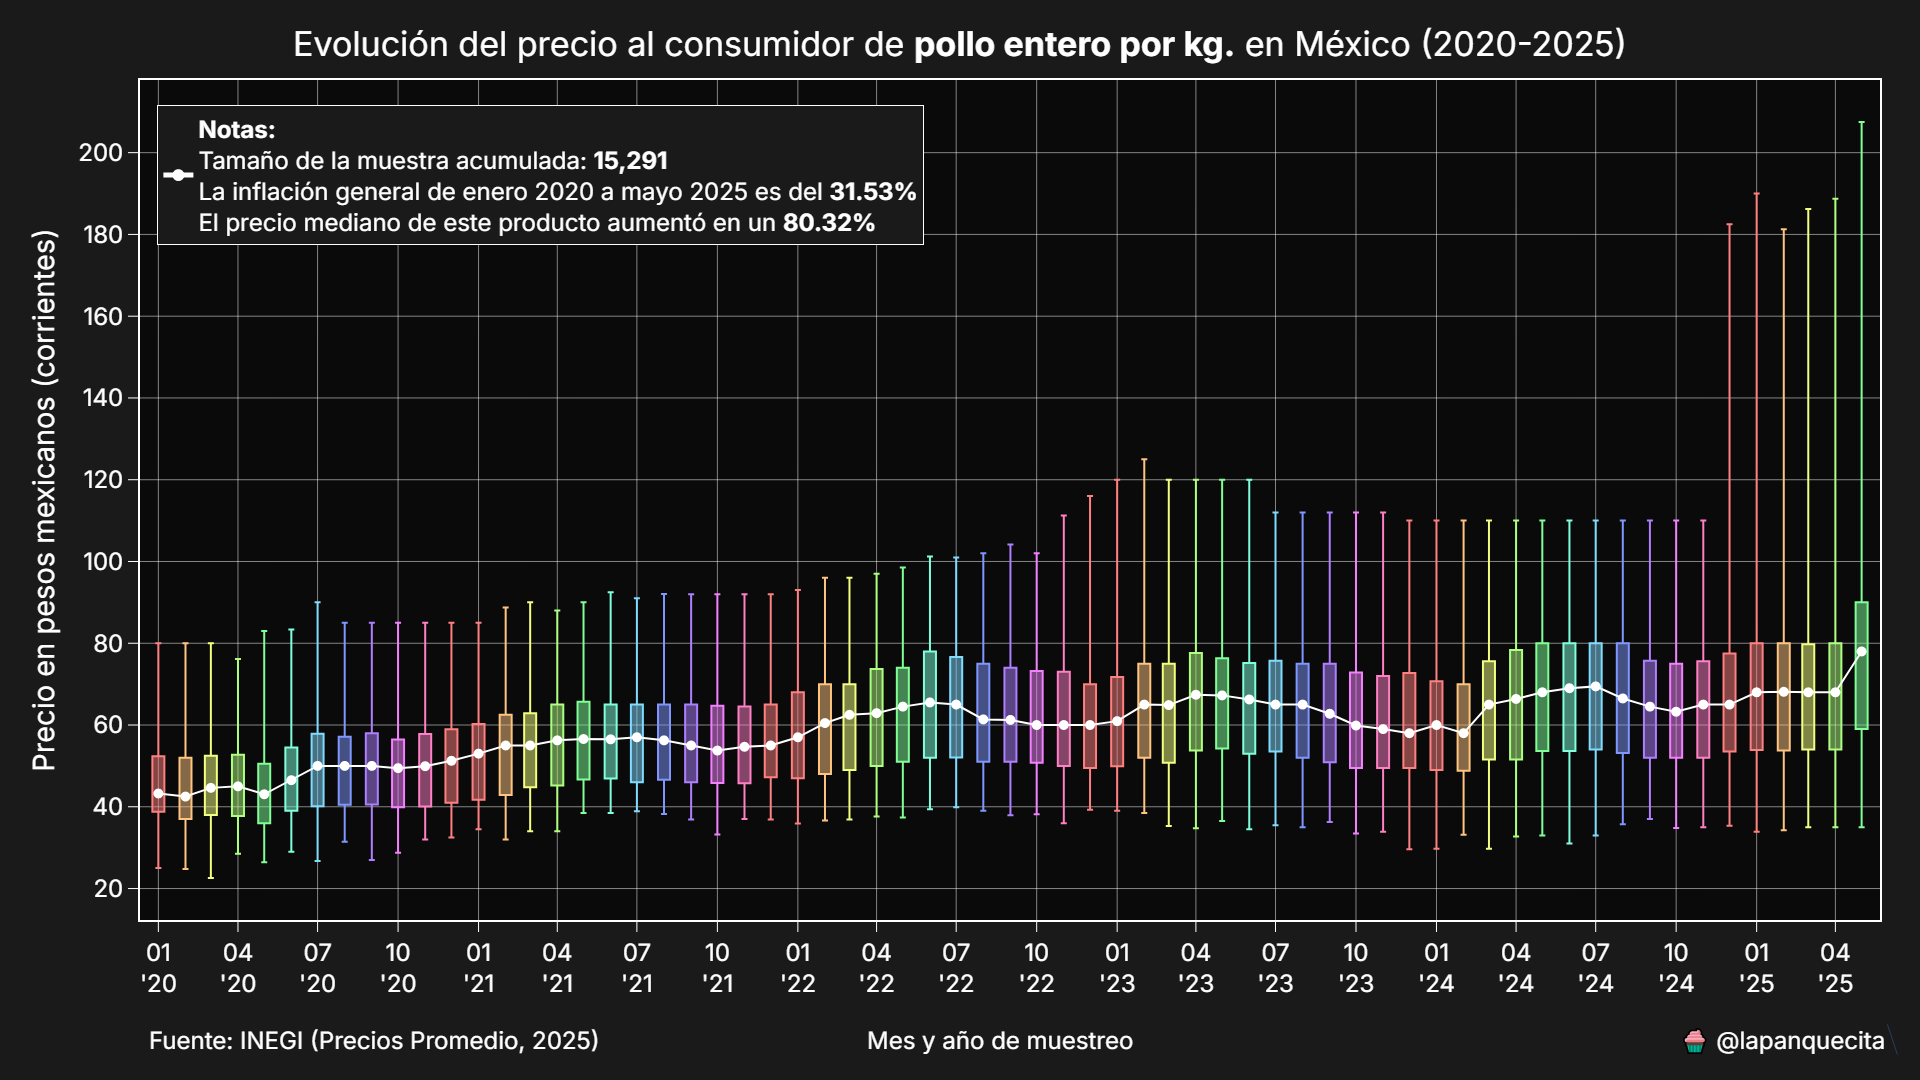 Evolución del precio al consumidor de pollo entero por kg. en México (2020-2025)
Notas:
Tamaño de la muestra acumulada: 15,291
La inflación general de enero 2020 a mayo 2025 es del 31.53%
El precio mediano de este producto aumentó en un 80.32%
Precio en pesos mexicanos (corrientes)
200
180
160
140
120
100
80
60
40
20
01 04 07 10 01 04 07 10 01 04 07 10 01 04 07 10 01 04 07 10 01 04
'20 '20 '20 '20 '21 '21 '21 '21 '22 '22 '22 '22 '23 '23 '23 '23 '24 '24 '24 '24 '25 '25
Fuente: INEGI (Precios Promedio, 2025)
Mes y año de muestreo
@lapanquecita